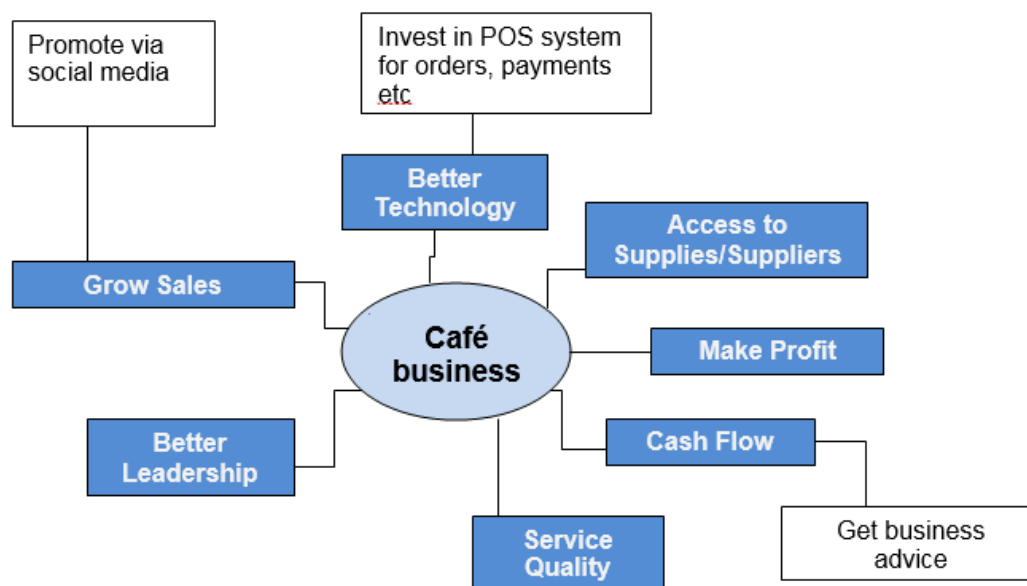 Promote via
social media
Invest in POS system
for orders, payments
etc
Better
Technology
Access to
Supplies/Suppliers
Grow Sales
Café
business
Make Profit
Better
Leadership
Cash Flow
Service
Quality
Get business
advice